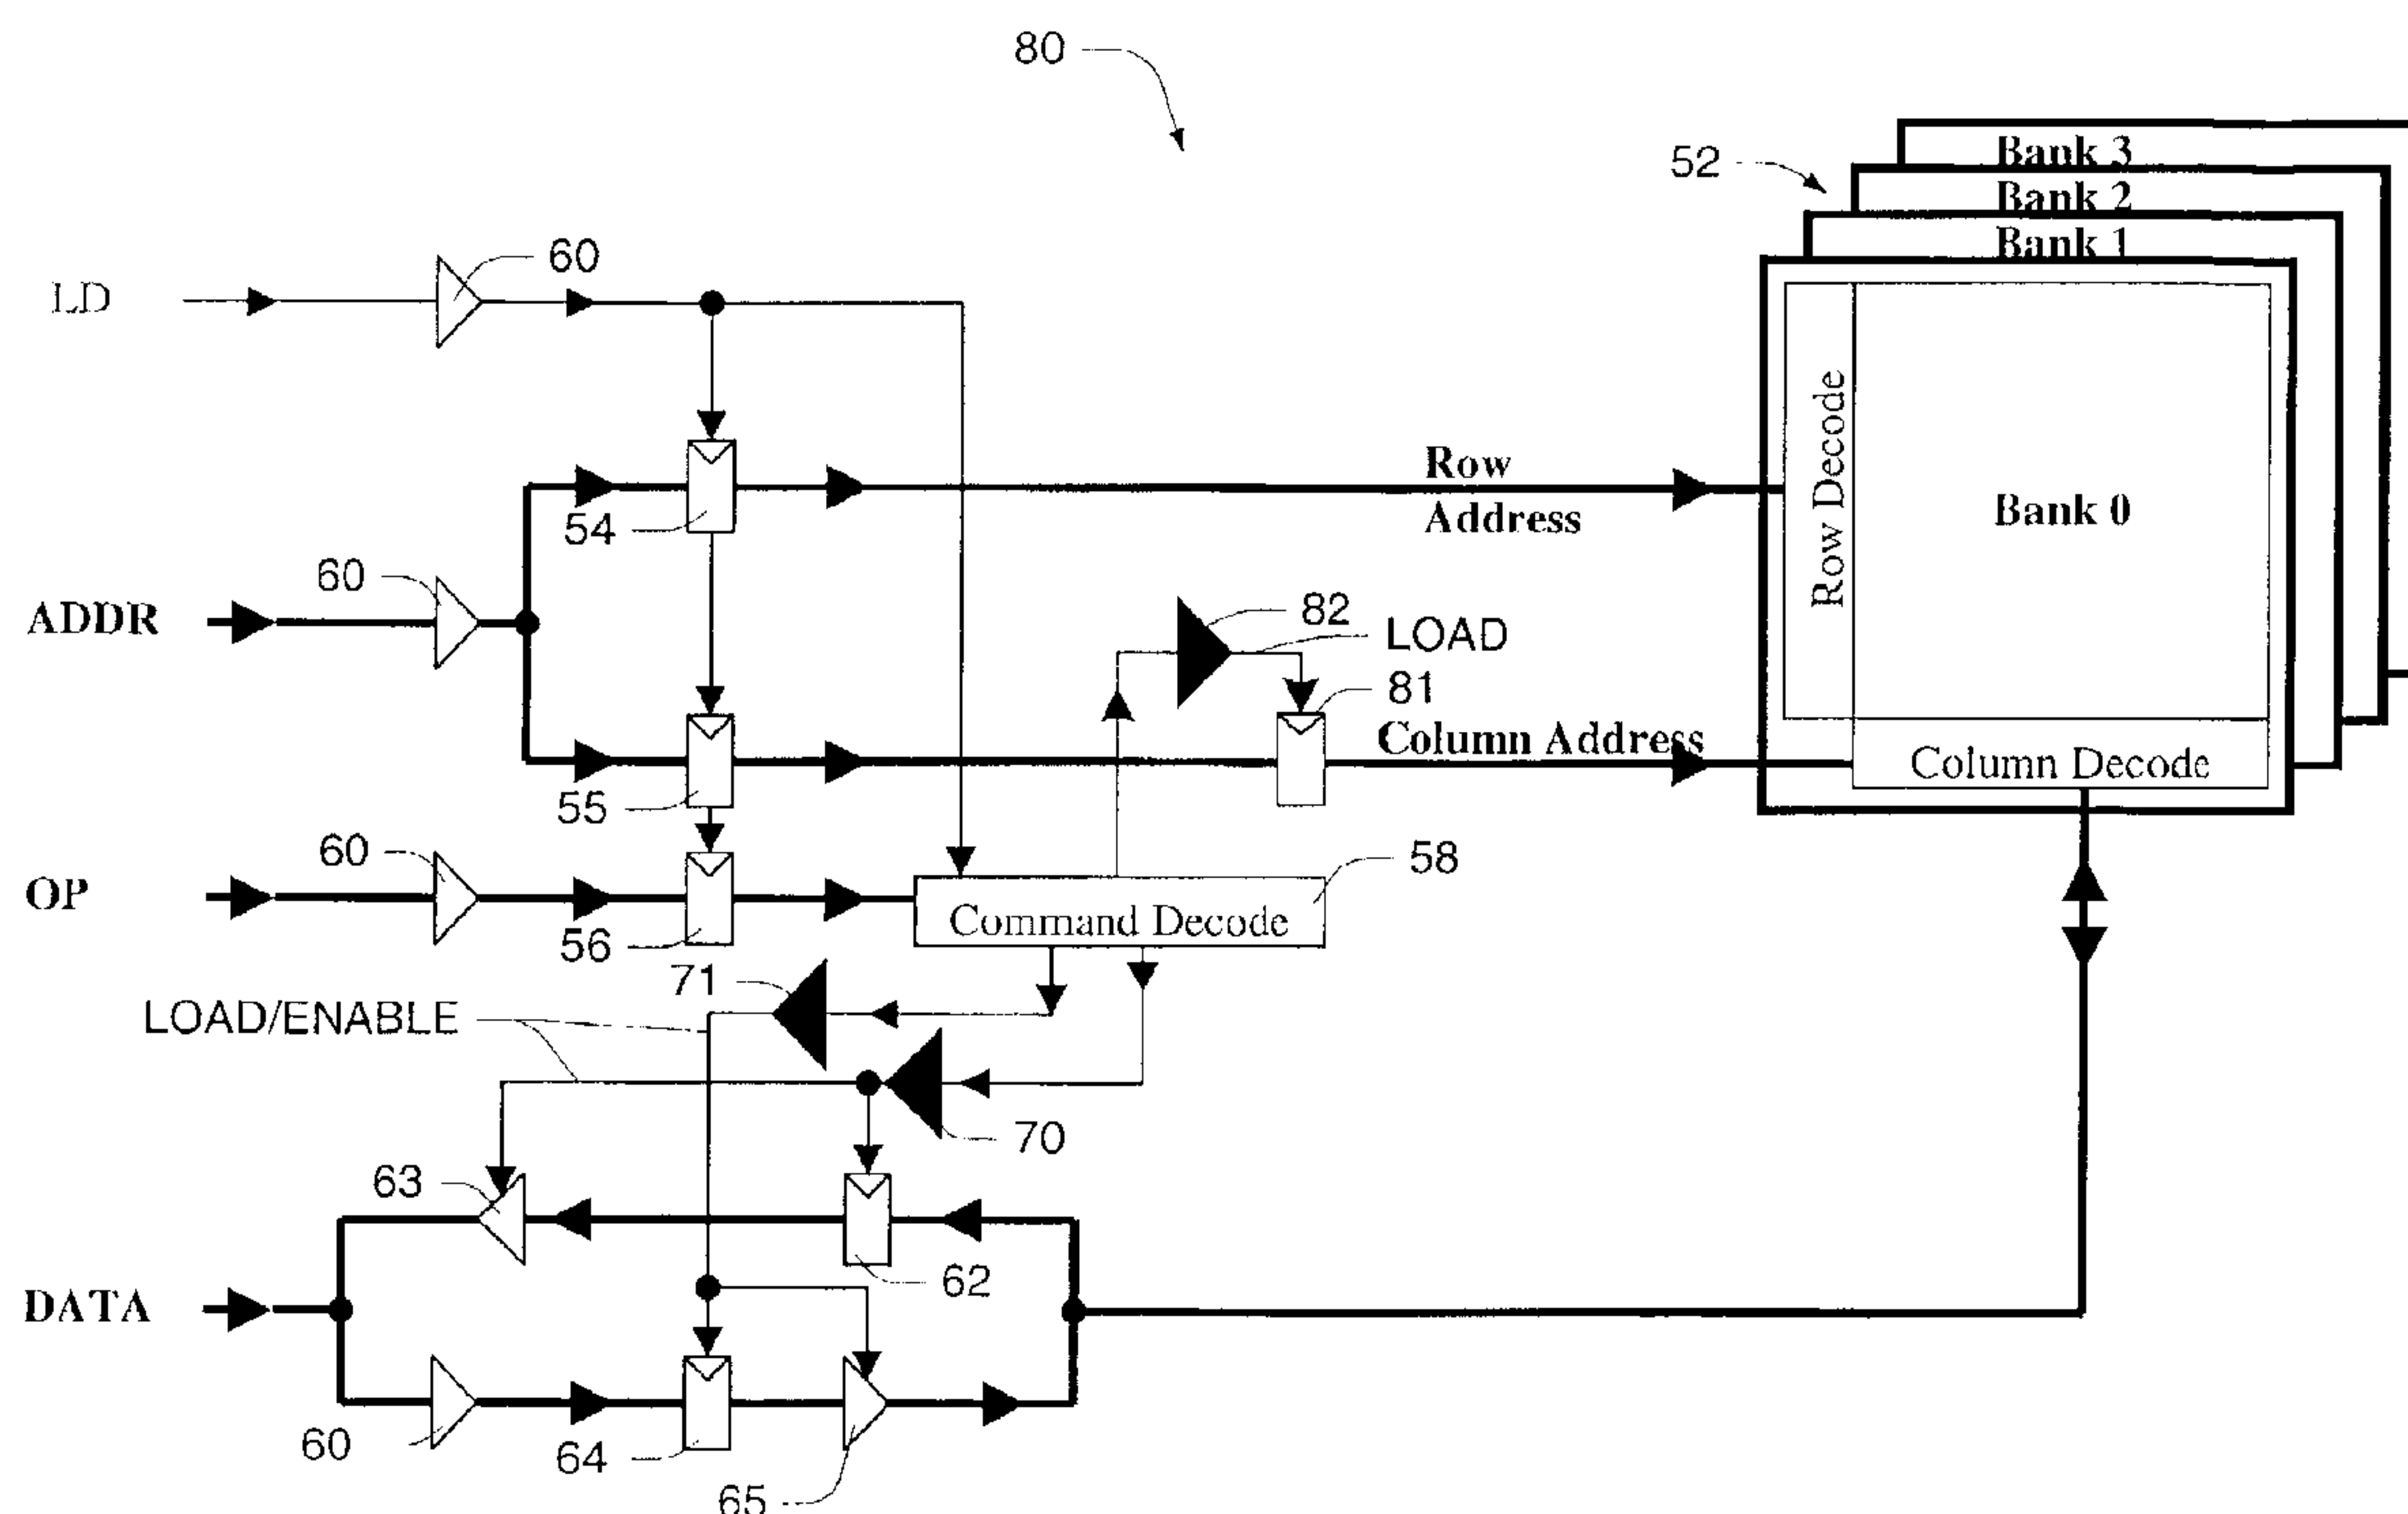 80
Bank 3
52
Bank 2
Bank 1
LD
60
Row Decode
Row
Address
Bank 0
54
60
ADDR
82
LOAD
81
Column Address
Column Decode
55
60
58
OP
Command Decode
56
71
LOAD/ENABLE
70
63
62
DATA
60
64
65